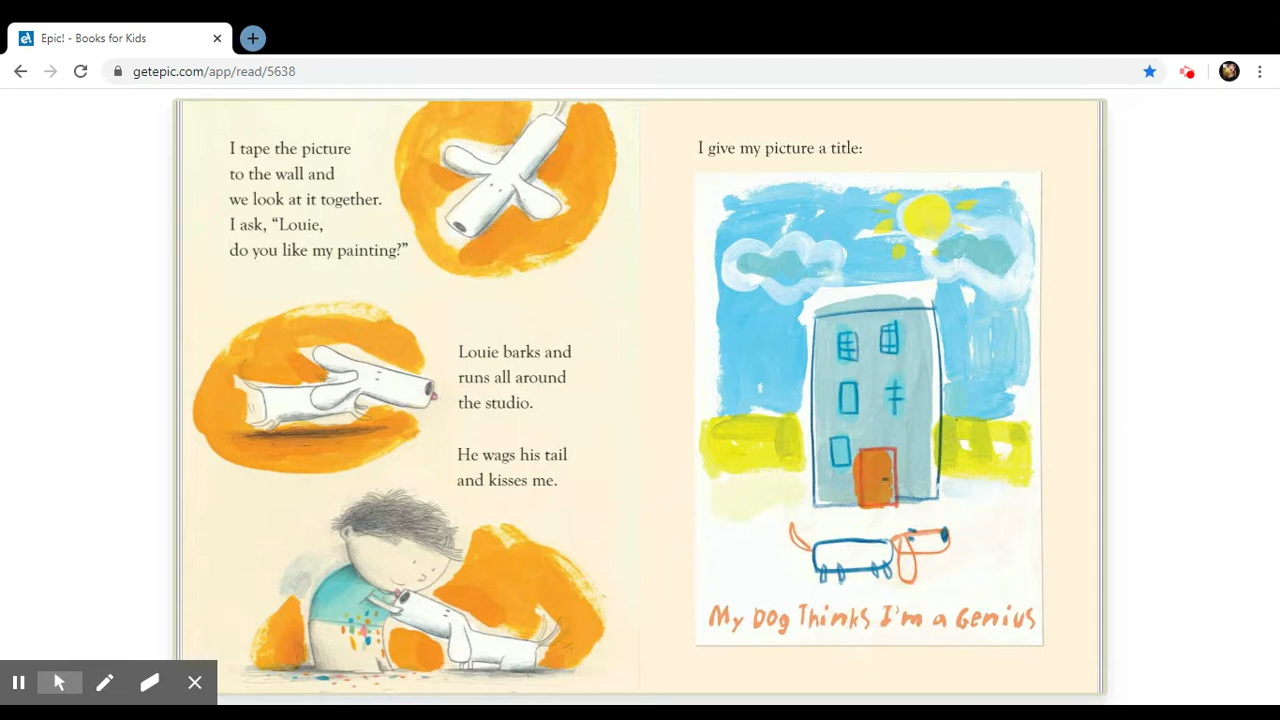 Epic! - Books for Kids
getepic.com/app/read/5638
I tape the picture
to the wall and
we look at it together.
I ask, “Louie,
do you like my painting?”
Louie barks and
runs all around
the studio.
He wags his tail
and kisses me.
I give my picture a title:
My Dog Thinks I'm a Genius